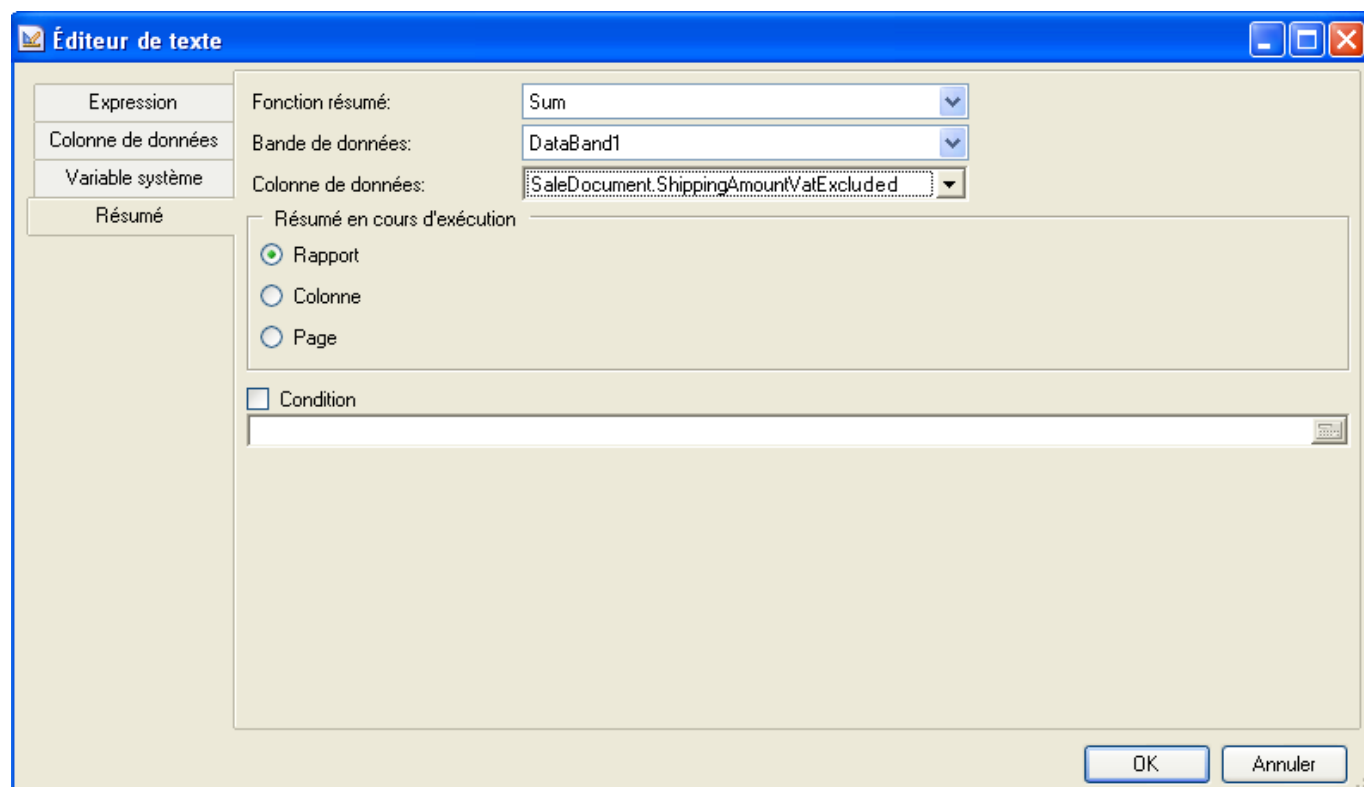 Éditeur de texte
Expression
Colonne de données
Variable système
Résumé
Fonction résumé: Sum
Bande de données: DataBand1
Colonne de données: SaleDocument.ShippingAmountVatExcluded
Résumé en cours d'exécution
Rapport
Colonne
Page
Condition
OK Annuler